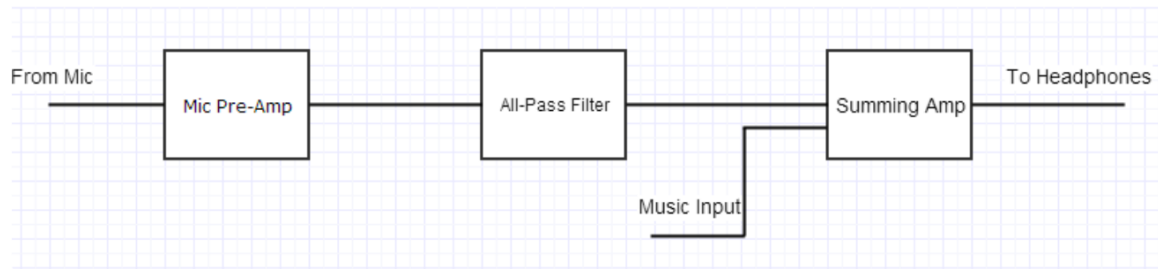 From Mic
To Headphones
Mic Pre-Amp
All-Pass Filter
Summing Amp
Music Input